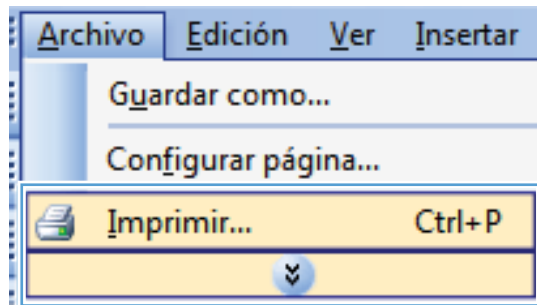 Archivo Edición Ver Insertar
Guardar como...
Configurar página...
Imprimir... Ctrl+P